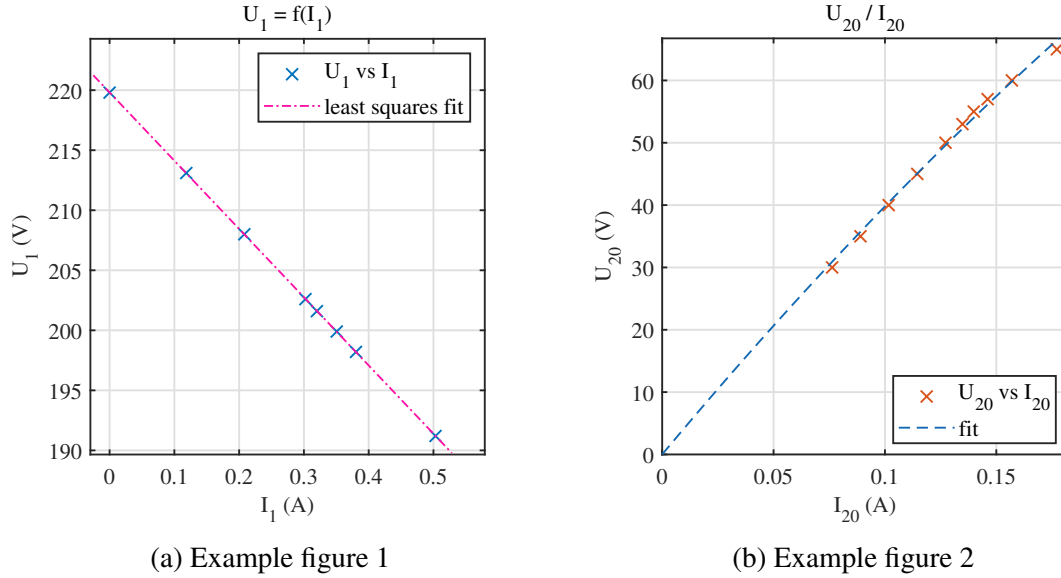 U₁ = f(I₁)
220
215
210
205
200
195
190
U₁ (V)
0
0.1
0.2
0.3
0.4
0.5
I₁ (A)
U₁ vs I₁
least squares fit
(a) Example figure 1
U₂₀ / I₂₀
60
50
40
30
20
10
0
U₂₀ (V)
0
0.05
0.1
0.15
I₂₀ (A)
U₂₀ vs I₂₀
fit
(b) Example figure 2